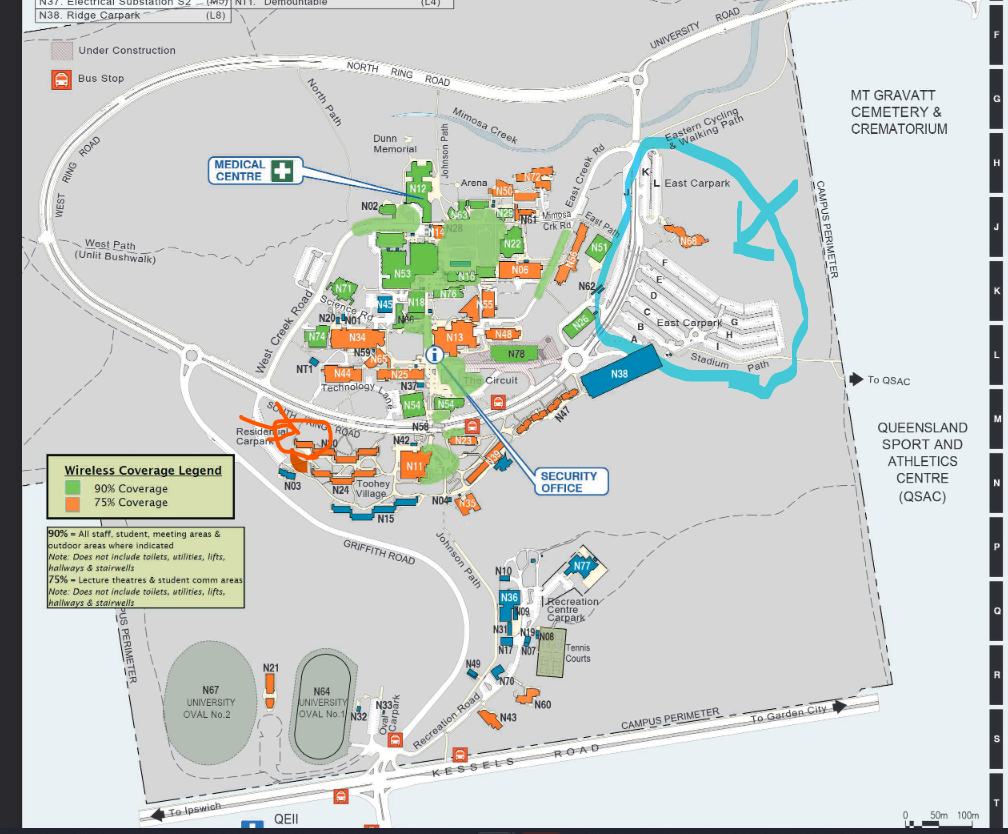 N37. Electrical Substation S2
N11. Demountable
(L4)
N38. Ridge Carpark
(L8)
Under Construction
Bus Stop
UNIVERSITY ROAD
NORTH RING ROAD
WEST RING ROAD
North Path
Johnson Path
Mimosa Creek
Dunn
Memorial
MEDICAL
CENTRE
Arena
East Creek Rd
Eastern Cycling
& Walking Path
MT GRAVATT
CEMETERY &
CREMATORIUM
CAMPUS PERIMETER
F
G
H
J
K
L
M
N
P
Q
R
S
T
K
L
J
East Carpark
N12
N50
N72
N02
N63
N28
N61
N22
Mimosa
Crk Rd
East Path
N51
N68
West Path
(Unlit Bushwalk)
N53
N16
N06
N62
F
E
D
C
B
A
East Carpark
G
H
I
N71
Science Rd
N45
N18
N76
N55
N20
N01
N26
West Creek Road
N74
N34
N13
N48
N59
N65
N78
Stadium Path
NT1
N44
N25
The Circuit
N38
To QSAC
Technology Lane
N37
N54
N54
N47
SOUTH RING ROAD
Residential
Carpark
N58
N42
N23
QUEENSLAND
SPORT AND
ATHLETICS
CENTRE
(QSAC)
N11
N39
Wireless Coverage Legend
90% Coverage
75% Coverage
N03
N24
Toohey
Village
N04
N35
N15
SECURITY
OFFICE
90% = All staff, student, meeting areas &
outdoor areas where indicated
Note: Does not include toilets, utilities, lifts,
hallways & stairwells
75% = Lecture theatres & student comm areas
Note: Does not include toilets, utilities, lifts,
hallways & stairwells
GRIFFITH ROAD
Johnson Path
N10
N77
N36
N09
Recreation
Centre
Carpark
N31
N19
N08
N17
N07
Tennis
Courts
PUS PERIMETER
N49
N70
N21
N67
UNIVERSITY
OVAL No.2
N64
UNIVERSITY
OVAL No.1
N32
N33
Oval
Carpark
Recreation Road
N60
N43
CAMPUS PERIMETER
To Garden City
KESSELS ROAD
To Ipswich
QEII
0 50m 100m